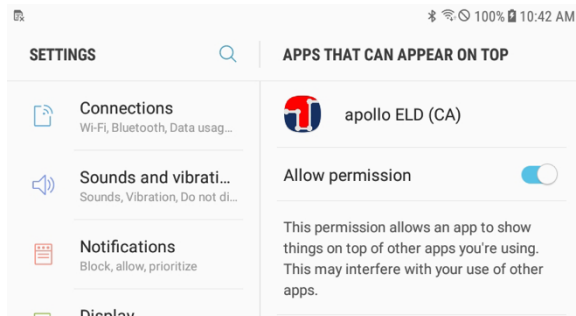 100% 10:42 AM
SETTINGS
APPS THAT CAN APPEAR ON TOP
Connections
Wi-Fi, Bluetooth, Data usag...
Sounds and vibrati...
Sounds, Vibration, Do not di...
Notifications
Block, allow, prioritize
Display
apollo ELD (CA)
Allow permission
This permission allows an app to show
things on top of other apps you're using.
This may interfere with your use of other
apps.